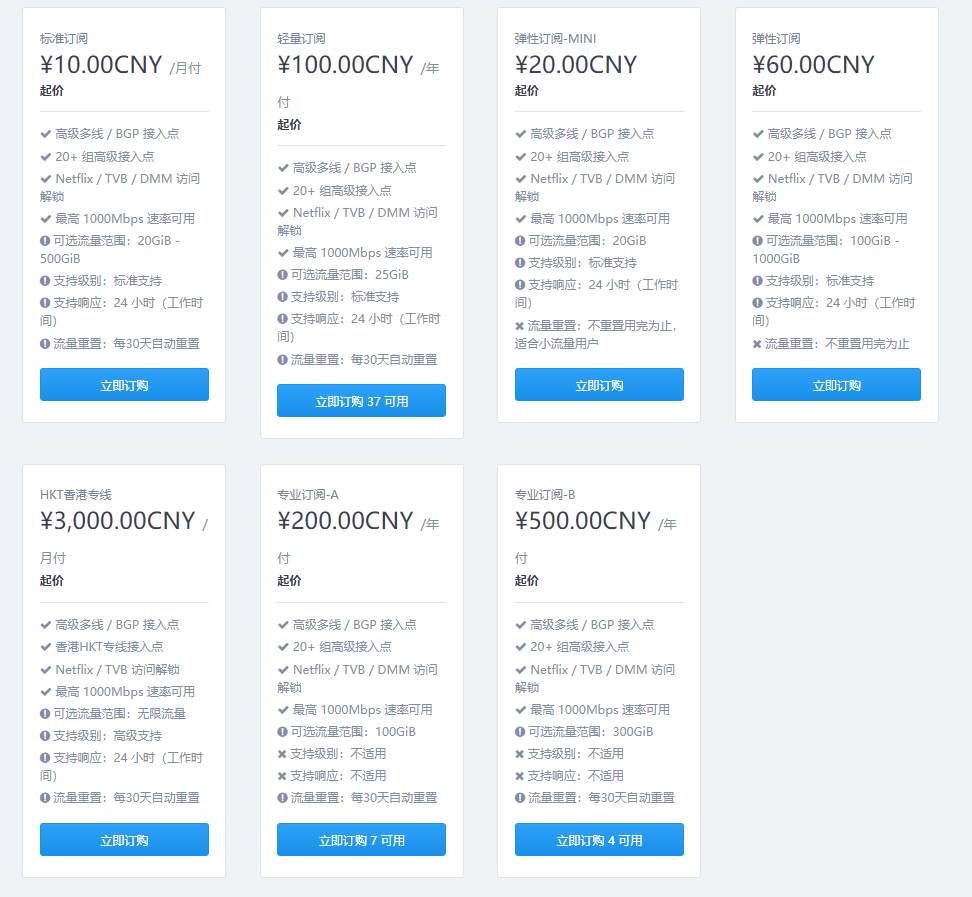 标准订阅
¥10.00CNY /月付
起价
高级多线 / BGP 接入点
20+ 组高级接入点
Netflix / TVB / DMM 访问
解锁
最高 1000Mbps 速率可用
可选流量范围：20GiB -
500GiB
支持级别：标准支持
支持响应：24 小时（工作时
间）
流量重置：每30天自动重置
立即订购
轻量订阅
¥100.00CNY /年
付
起价
高级多线 / BGP 接入点
20+ 组高级接入点
Netflix / TVB / DMM 访问
解锁
最高 1000Mbps 速率可用
可选流量范围：25GiB
支持级别：标准支持
支持响应：24 小时（工作时
间）
流量重置：每30天自动重置
立即订购 37 可用
弹性订阅-MINI
¥20.00CNY
起价
高级多线 / BGP 接入点
20+ 组高级接入点
Netflix / TVB / DMM 访问
解锁
最高 1000Mbps 速率可用
可选流量范围：20GiB
支持级别：标准支持
支持响应：24 小时（工作时
间）
流量重置：不重置用完为止，
适合小流量用户
立即订购
弹性订阅
¥60.00CNY
起价
高级多线 / BGP 接入点
20+ 组高级接入点
Netflix / TVB / DMM 访问
解锁
最高 1000Mbps 速率可用
可选流量范围：100GiB -
1000GiB
支持级别：标准支持
支持响应：24 小时（工作时
间）
流量重置：不重置用完为止
立即订购
HKT香港专线
¥3,000.00CNY /
月付
起价
高级多线 / BGP 接入点
香港HKT专线接入点
Netflix / TVB 访问解锁
最高 1000Mbps 速率可用
可选流量范围：无限流量
支持级别：高级支持
支持响应：24 小时（工作时
间）
流量重置：每30天自动重置
立即订购
专业订阅-A
¥200.00CNY /年
付
起价
高级多线 / BGP 接入点
20+ 组高级接入点
Netflix / TVB / DMM 访问
解锁
最高 1000Mbps 速率可用
可选流量范围：100GiB
支持级别：不适用
支持响应：不适用
流量重置：每30天自动重置
立即订购 7 可用
专业订阅-B
¥500.00CNY /年
付
起价
高级多线 / BGP 接入点
20+ 组高级接入点
Netflix / TVB / DMM 访问
解锁
最高 1000Mbps 速率可用
可选流量范围：300GiB
支持级别：不适用
支持响应：不适用
流量重置：每30天自动重置
立即订购 4 可用